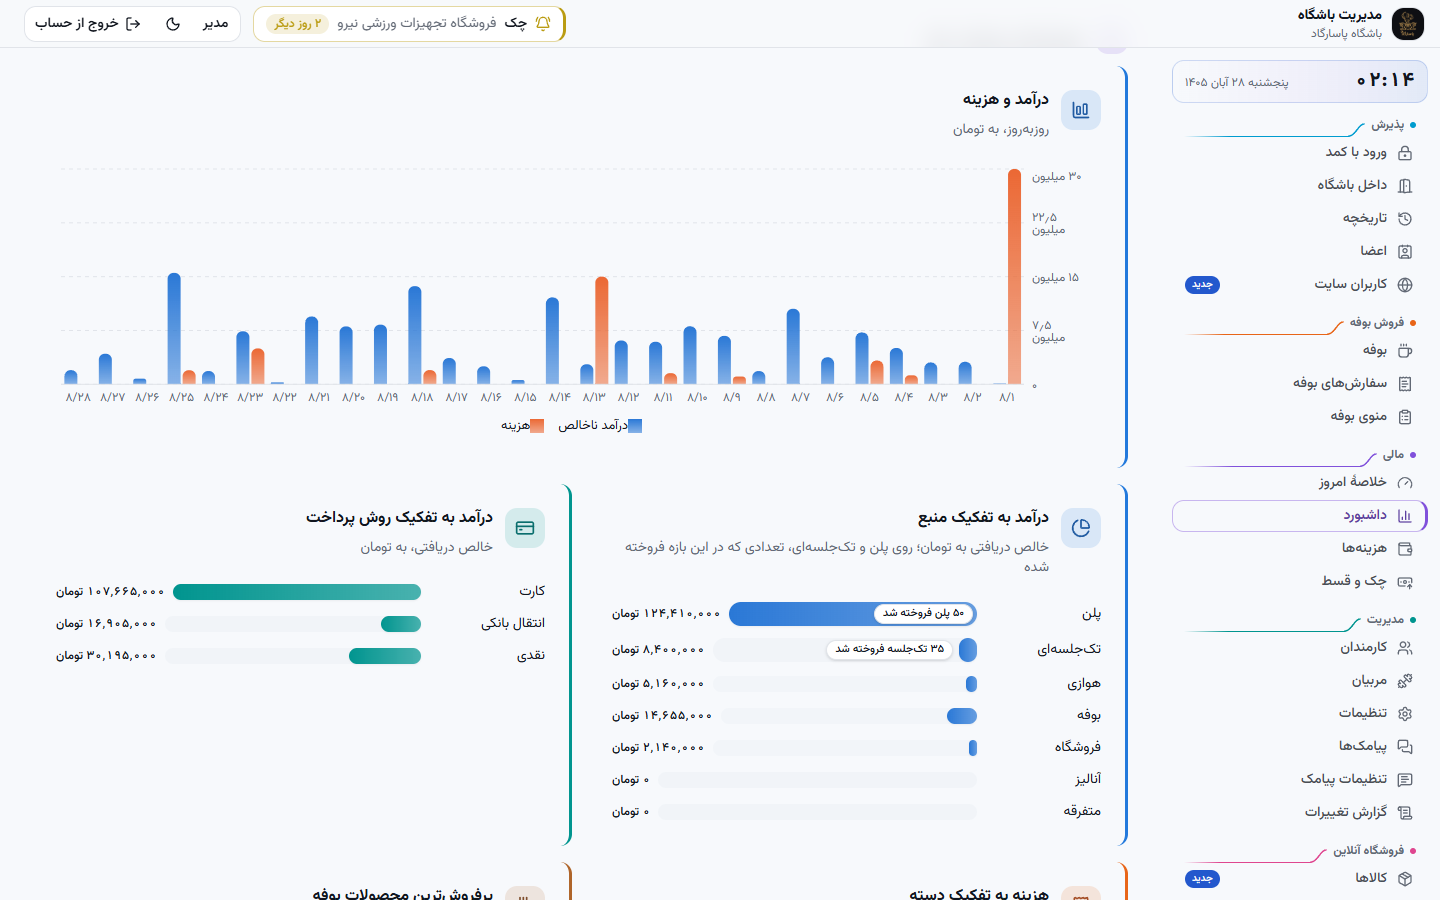 مدیریت باشگاه
باشگاه پاسارگاد
چک فروشگاه تجهیزات ورزشی نیرو ۲ روز دیگر
مدیر
خروج از حساب
۰۲:۱۴
پنجشنبه ۲۸ آبان ۱۴۰۵
پذیرش
ورود با کمد
داخل باشگاه
تاریخچه
اعضا
کاربران سایت
جدید
فروش بوفه
بوفه
سفارش‌های بوفه
منوی بوفه
مالی
خلاصهٔ امروز
داشبورد
هزینه‌ها
چک و قسط
مدیریت
کارمندان
مربیان
تنظیمات
پیامک‌ها
تنظیمات پیامک
گزارش تغییرات
فروشگاه آنلاین
کالاها
جدید
درآمد و هزینه
روزبه‌روز، به تومان
۳۰ میلیون
۲۲٫۵
میلیون
۱۵ میلیون
۷٫۵
میلیون
۰
۸/۱ ۸/۲ ۸/۳ ۸/۴ ۸/۵ ۸/۶ ۸/۷ ۸/۸ ۸/۹ ۸/۱۰ ۸/۱۱ ۸/۱۲ ۸/۱۳ ۸/۱۴ ۸/۱۵ ۸/۱۶ ۸/۱۷ ۸/۱۸ ۸/۱۹ ۸/۲۰ ۸/۲۱ ۸/۲۲ ۸/۲۳ ۸/۲۴ ۸/۲۵ ۸/۲۶ ۸/۲۷ ۸/۲۸
درآمد ناخالص
هزینه
درآمد به تفکیک منبع
خالص دریافتی به تومان؛ روی پلن و تک‌جلسه‌ای، تعدادی که در این بازه فروخته
شده
پلن ۵۰ پلن فروخته شد ۱۲۴,۴۱۰,۰۰۰ تومان
تک‌جلسه‌ای ۳۵ تک‌جلسه فروخته شد ۸,۴۰۰,۰۰۰ تومان
هوازی ۵,۱۶۰,۰۰۰ تومان
بوفه ۱۴,۶۵۵,۰۰۰ تومان
فروشگاه ۲,۱۴۰,۰۰۰ تومان
آنالیز ۰ تومان
متفرقه ۰ تومان
درآمد به تفکیک روش پرداخت
خالص دریافتی، به تومان
کارت ۱۰۷,۶۶۵,۰۰۰ تومان
انتقال بانکی ۱۶,۹۰۵,۰۰۰ تومان
نقدی ۳۰,۱۹۵,۰۰۰ تومان
هزینه به تفکیک دسته
پرفروش‌ترین محصولات بوفه